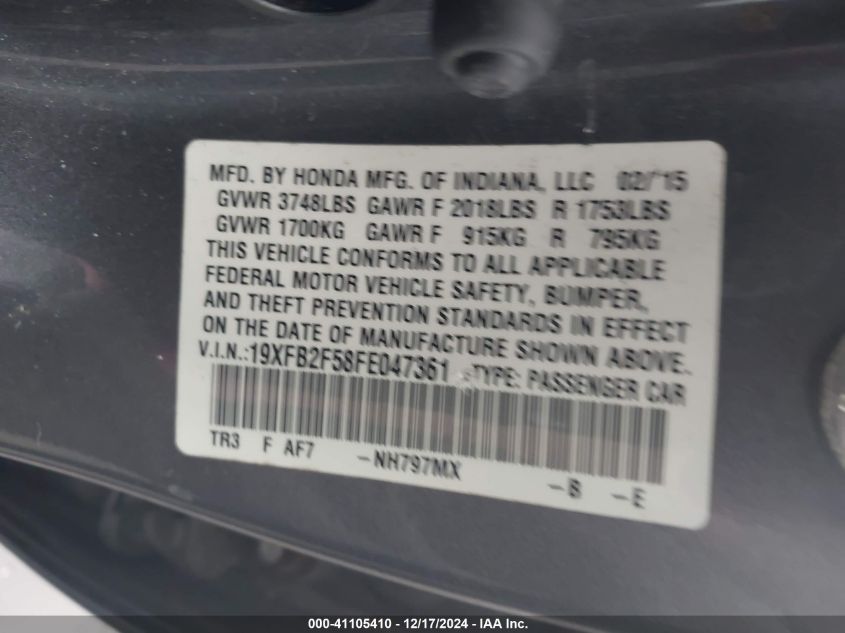 MFD. BY HONDA MFG. OF INDIANA, LLC 02/'15
GVWR 3748LBS GAWR F 2018LBS R 1753LBS
GVWR 1700KG GAWR F 915KG R 795KG
THIS VEHICLE CONFORMS TO ALL APPLICABLE
FEDERAL MOTOR VEHICLE SAFETY, BUMPER,
AND THEFT PREVENTION STANDARDS IN EFFECT
ON THE DATE OF MANUFACTURE SHOWN ABOVE.
V.I.N.:19XFB2F58FE047361 TYPE: PASSENGER CAR
TR3 F AF7 -NH797MX -B -E
000-41105410 - 12/17/2024 - IAA Inc.